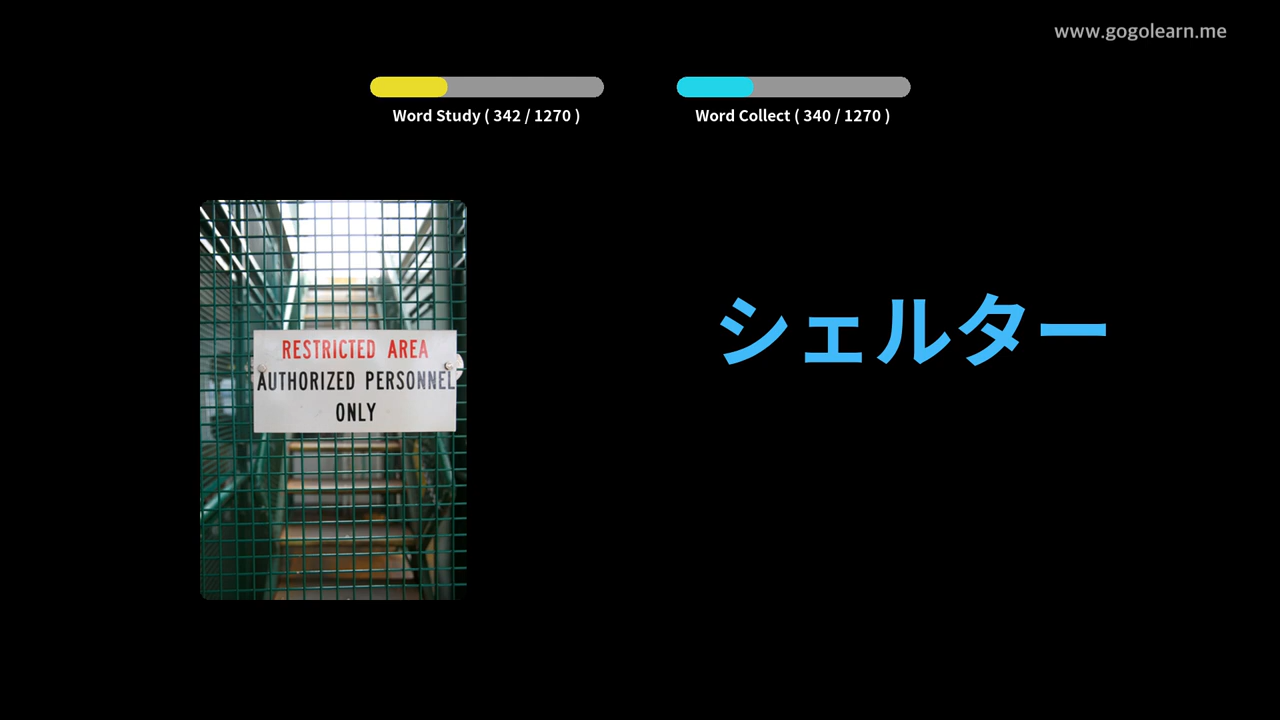 www.gogolearn.me
Word Study ( 342 / 1270 )
Word Collect ( 340 / 1270 )
RESTRICTED AREA
AUTHORIZED PERSONNEL
ONLY
シェルター